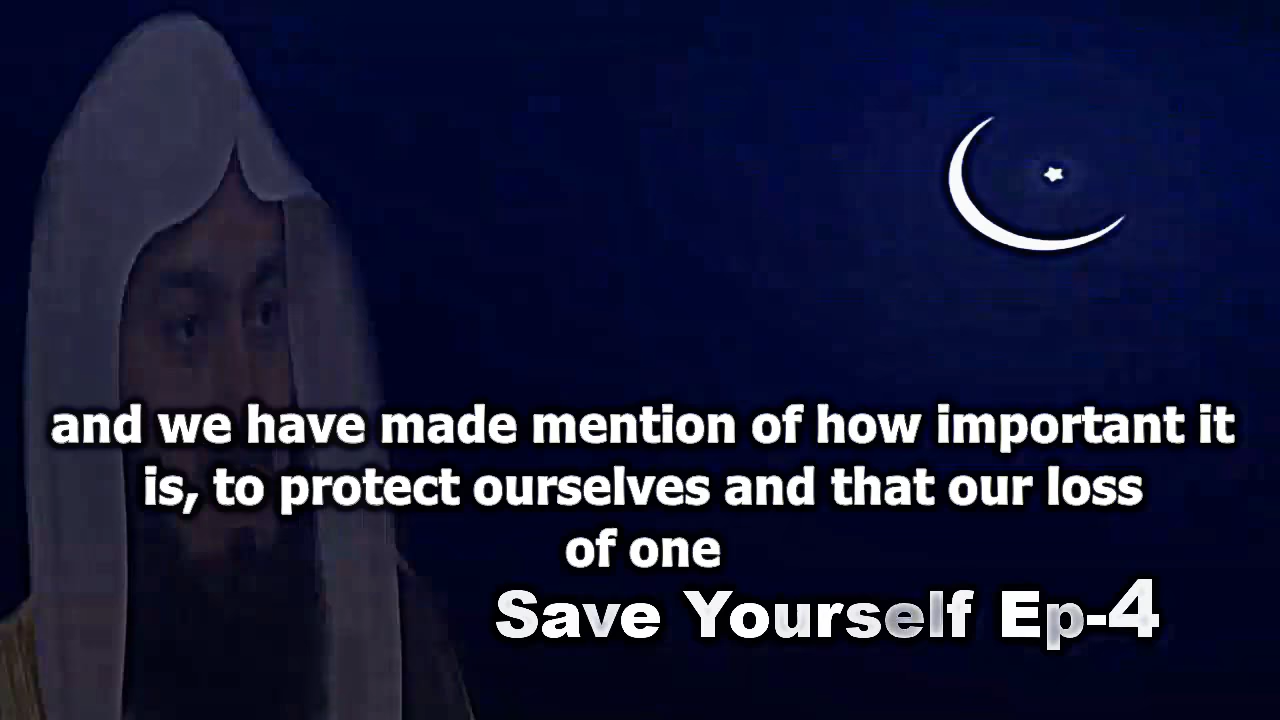 and we have made mention of how important it
is, to protect ourselves and that our loss
of one
Save Yourself Ep-4